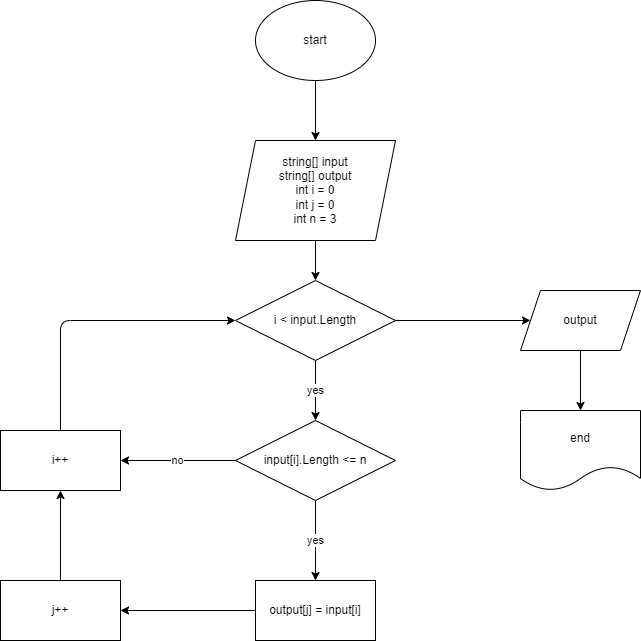 start
string[] input
string[] output
int i = 0
int j = 0
int n = 3
i < input.Length
output
yes
end
i++
no
input[i].Length <= n
yes
j++
output[j] = input[i]